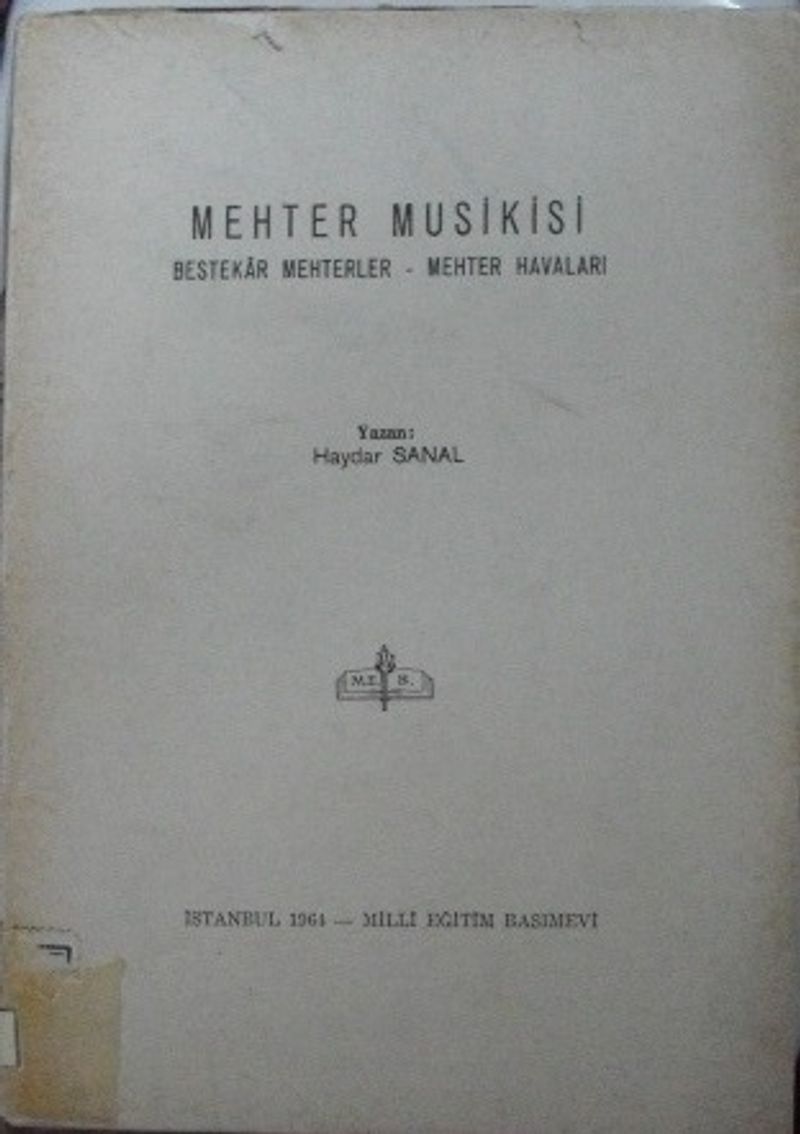 MEHTER MUSİKİSİ
BESTEKÂR MEHTERLER - MEHTER HAVALARI
Yazan:
Haydar SANAL
M.E. B.
İSTANBUL 1964 — MİLLÎ EĞİTİM BASIMEVİ